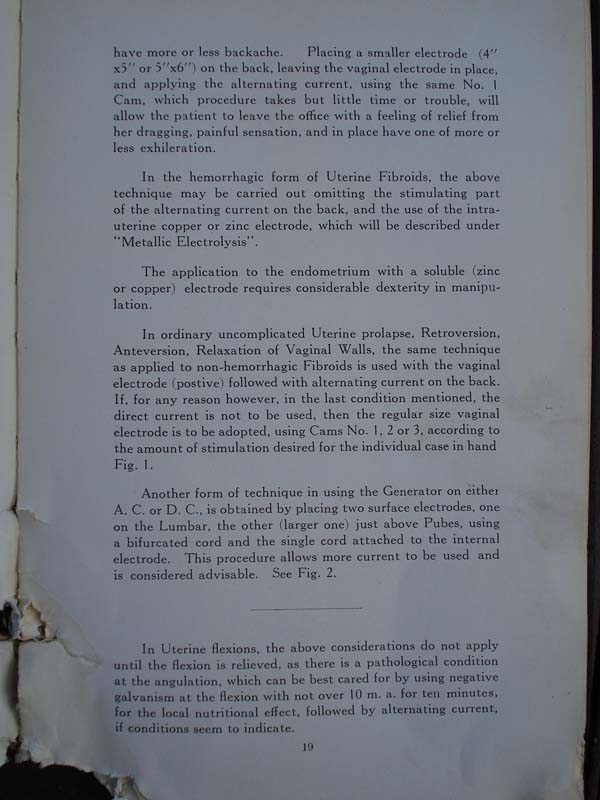 have more or less backache. Placing a smaller electrode (4"
x5" or 5"x6") on the back, leaving the vaginal electrode in place,
and applying the alternating current, using the same No. 1
Cam, which procedure takes but little time or trouble, will
allow the patient to leave the office with a feeling of relief from
her dragging, painful sensation, and in place have one of more or
less exhileration.
In the hemorrhagic form of Uterine Fibroids, the above
technique may be carried out omitting the stimulating part
of the alternating current on the back, and the use of the intra-
uterine copper or zinc electrode, which will be described under
"Metallic Electrolysis".
The application to the endometrium with a soluble (zinc
or copper) electrode requires considerable dexterity in manipu-
lation.
In ordinary uncomplicated Uterine prolapse, Retroversion,
Anteversion, Relaxation of Vaginal Walls, the same technique
as applied to non-hemorrhagic Fibroids is used with the vaginal
electrode (postive) followed with alternating current on the back.
If, for any reason however, in the last condition mentioned, the
direct current is not to be used, then the regular size vaginal
electrode is to be adopted, using Cams No. 1, 2 or 3, according to
the amount of stimulation desired for the individual case in hand
Fig. 1.
Another form of technique in using the Generator on either
A. C. or D. C., is obtained by placing two surface electrodes, one
on the Lumbar, the other (larger one) just above Pubes, using
a bifurcated cord and the single cord attached to the internal
electrode. This procedure allows more current to be used and
is considered advisable. See Fig. 2.
In Uterine flexions, the above considerations do not apply
until the flexion is relieved, as there is a pathological condition
at the angulation, which can be best cared for by using negative
galvanism at the flexion with not over 10 m. a. for ten minutes,
for the local nutritional effect, followed by alternating current,
if conditions seem to indicate.
19